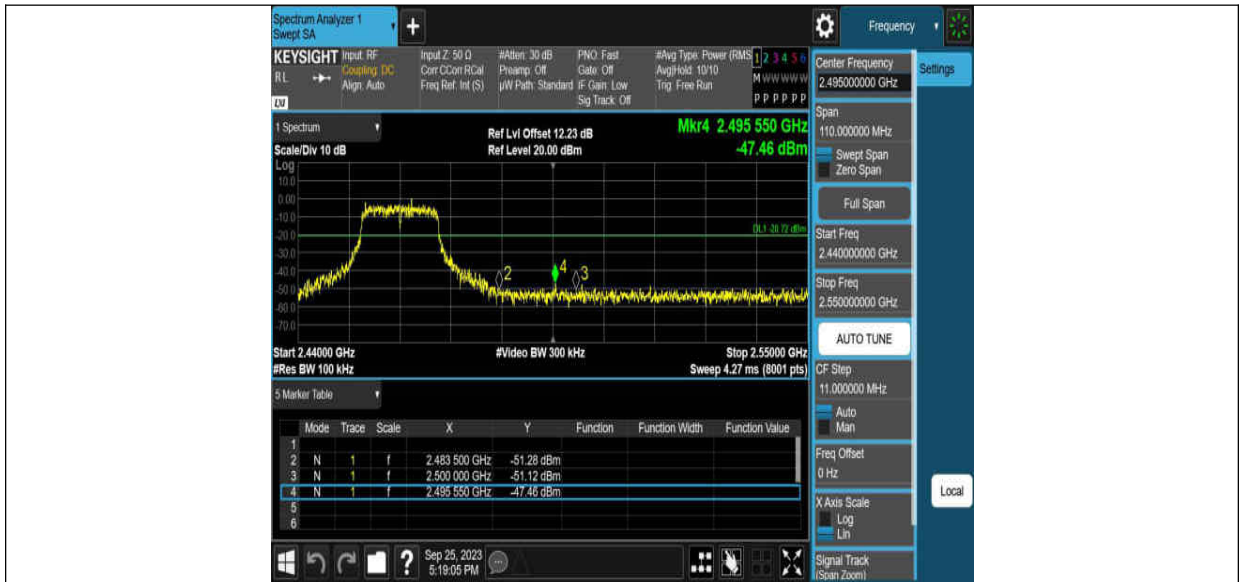 Spectrum Analyzer 1
Swept SA
Frequency
KEYSIGHT Input: RF Input Z: 50 Ω #Atten: 30 dB PNO: Fast #Avg Type: Power (RMS 1 2 3 4 5 6
RL Coupling: DC Corr CCorr RCal Preamp: Off Gate: Off Avg|Hold: 10/10 M W W W W W
Align: Auto Freq Ref: Int (S) µW Path: Standard IF Gain: Low Trig: Free Run
Sig Track: Off P P P P P P
LXI
1 Spectrum
Scale/Div 10 dB
Ref Lvl Offset 12.23 dB
Ref Level 20.00 dBm
Mkr4 2.495 550 GHz
-47.46 dBm
Log
10.0
0.00
-10.0
-20.0
-30.0
-40.0
-50.0
-60.0
-70.0
DL1 -20.72 dBm
2
4
3
Start 2.44000 GHz #Video BW 300 kHz Stop 2.55000 GHz
#Res BW 100 kHz Sweep 4.27 ms (8001 pts)
5 Marker Table
Mode Trace Scale X Y Function Function Width Function Value
1
2 N 1 f 2.483 500 GHz -51.28 dBm
3 N 1 f 2.500 000 GHz -51.12 dBm
4 N 1 f 2.495 550 GHz -47.46 dBm
5
6
Sep 25, 2023
5:19:05 PM
Center Frequency
2.495000000 GHz
Settings
Span
110.000000 MHz
Swept Span
Zero Span
Full Span
Start Freq
2.440000000 GHz
Stop Freq
2.550000000 GHz
AUTO TUNE
CF Step
11.000000 MHz
Auto
Man
Freq Offset
0 Hz
X Axis Scale
Log
Lin
Local
Signal Track
(Span Zoom)